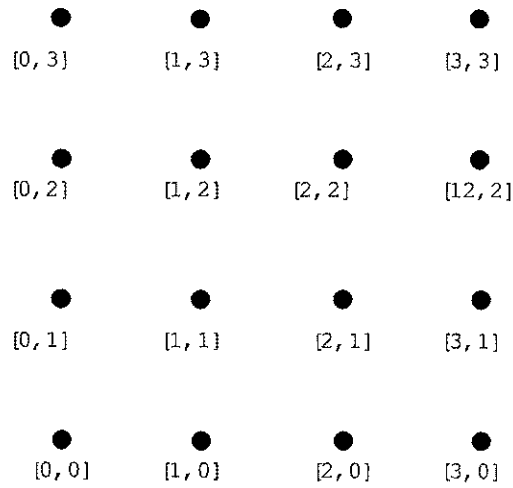 [0,3] [1,3] [2,3] [3,3]
[0,2] [1,2] [2,2] [12,2]
[0,1] [1,1] [2,1] [3,1]
[0,0] [1,0] [2,0] [3,0]